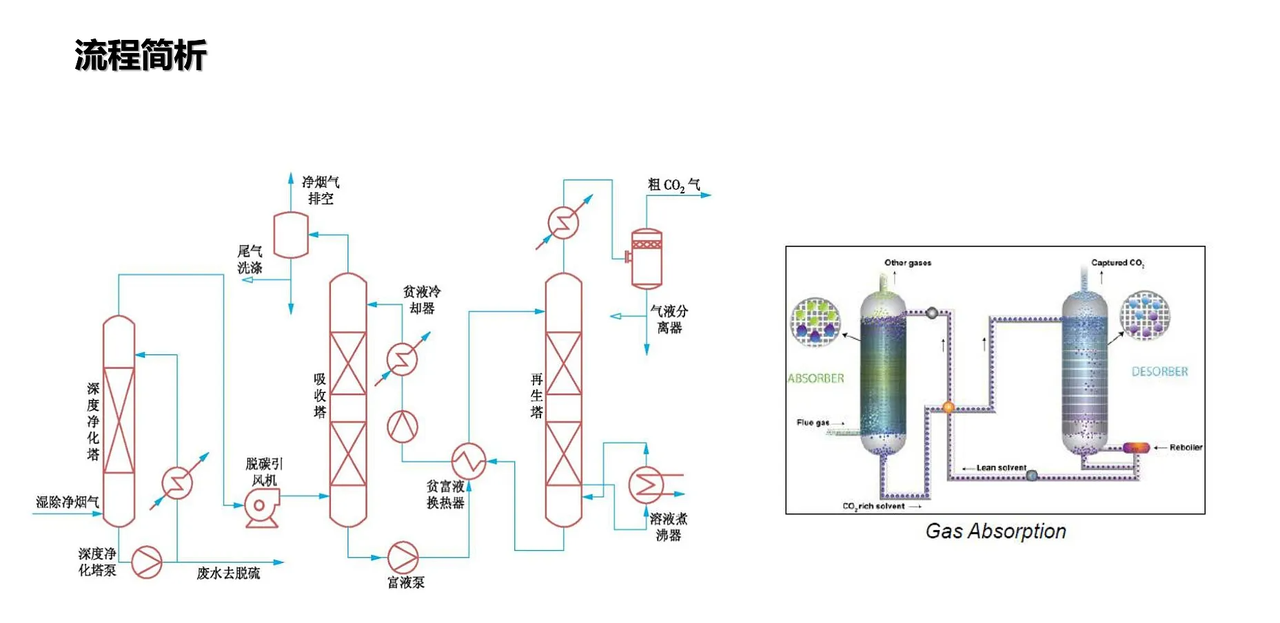 流程简析
净烟气
排空
粗 CO₂ 气
尾气
洗涤
贫液冷
却器
气液分
离器
深
度
净
化
塔
吸
收
塔
再
生
塔
脱碳引
风机
湿除净烟气
贫富液
换热器
溶液煮
沸器
深度净
化塔泵
废水去脱硫
富液泵
Other gases
Captured CO₂
ABSORBER
DESORBER
Flue gas
Reboiler
Lean solvent
CO₂ rich solvent
Gas Absorption